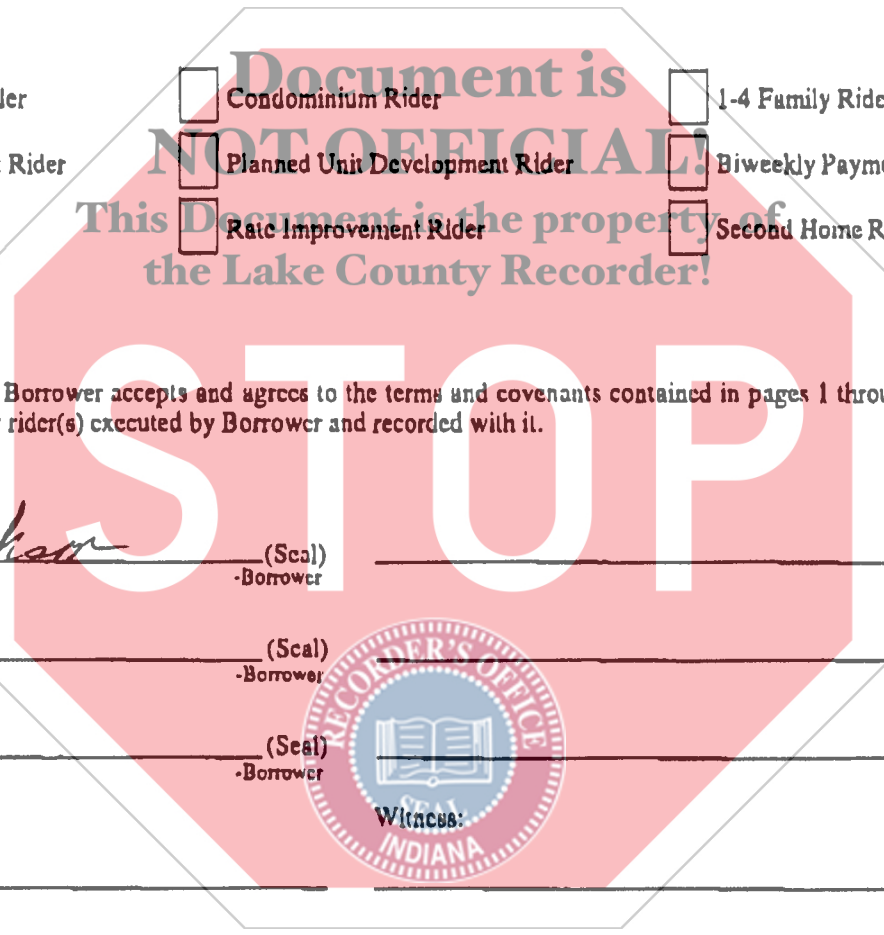 Document is
Condominium Rider
1-4 Family Ride
NOT OFFICIAL!
Rider
Planned Unit Development Rider
Biweekly Payme
This Document is the property of
Rate Improvement Rider
Second Home R
the Lake County Recorder!
STOP
Borrower accepts and agrees to the terms and covenants contained in pages 1 throu
rider(s) executed by Borrower and recorded with it.
(Seal)
-Borrower
(Seal)
-Borrower
(Seal)
-Borrower
RECORDER'S OFFICE
SEAL
INDIANA
Witness: